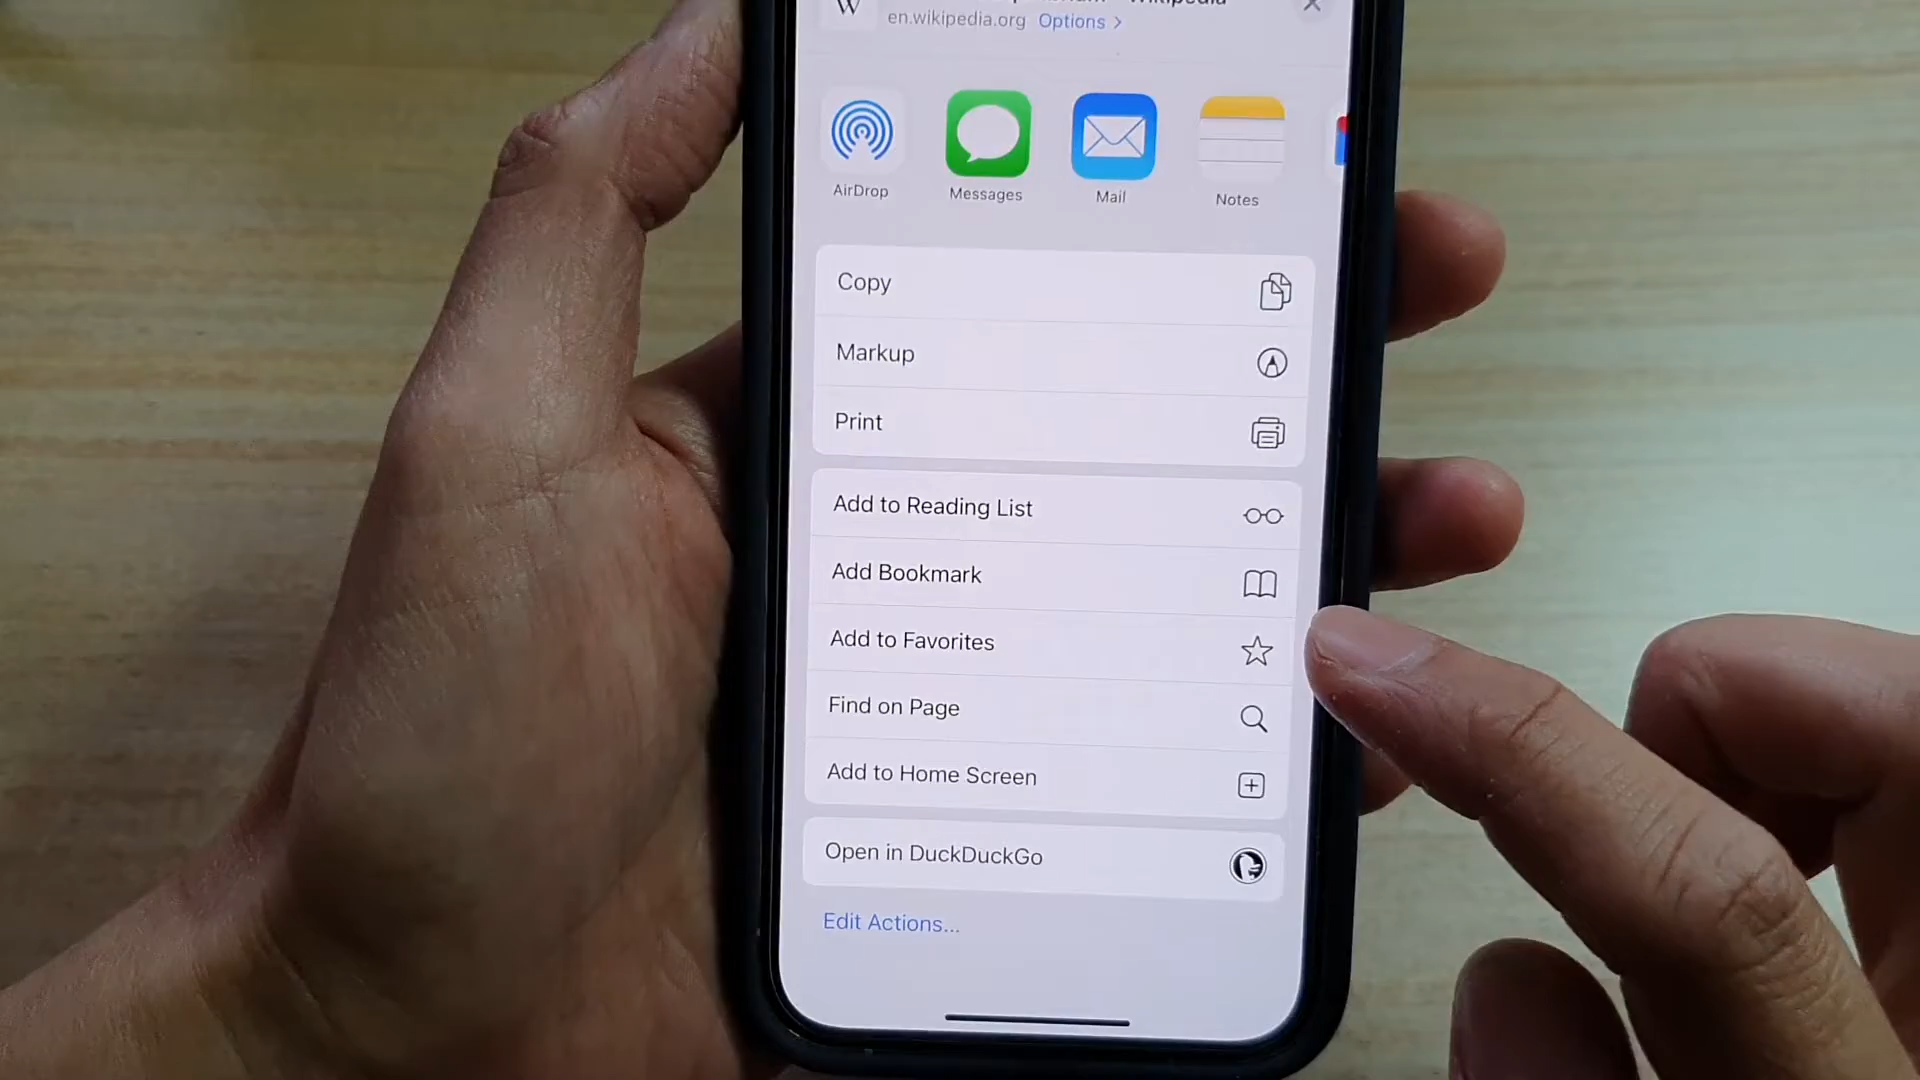 Wikipedia
W
en.wikipedia.org Options >
AirDrop
Messages
Mail
Notes
Copy
Markup
Print
Add to Reading List
Add Bookmark
Add to Favorites
Find on Page
Add to Home Screen
Open in DuckDuckGo
Edit Actions...